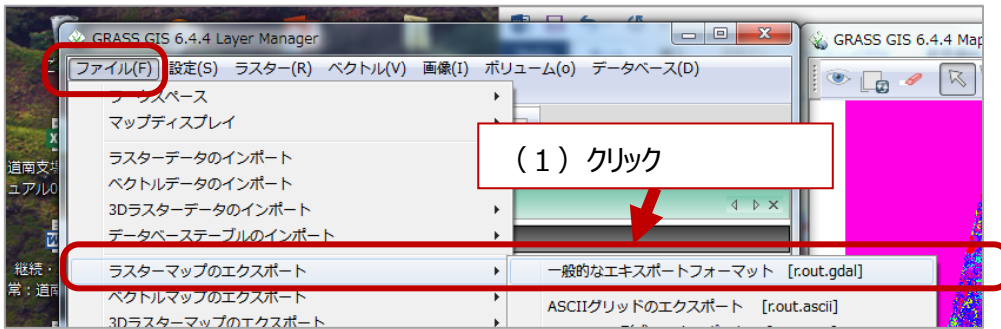 GRASS GIS 6.4.4 Layer Manager
GRASS GIS 6.4.4 Map
ファイル(F) 設定(S) ラスター(R) ベクトル(V) 画像(I) ボリューム(o) データベース(D)
ワークスペース
マップディスプレイ
ラスターデータのインポート
ベクトルデータのインポート
3Dラスターデータのインポート
データベーステーブルのインポート
ラスターマップのエクスポート
ベクトルマップのエクスポート
3Dラスターマップのエクスポート
（１）クリック
一般的なエキスポートフォーマット [r.out.gdal]
ASCIIグリッドのエクスポート [r.out.ascii]
道南支場
ュアル0
継続・
常：道南